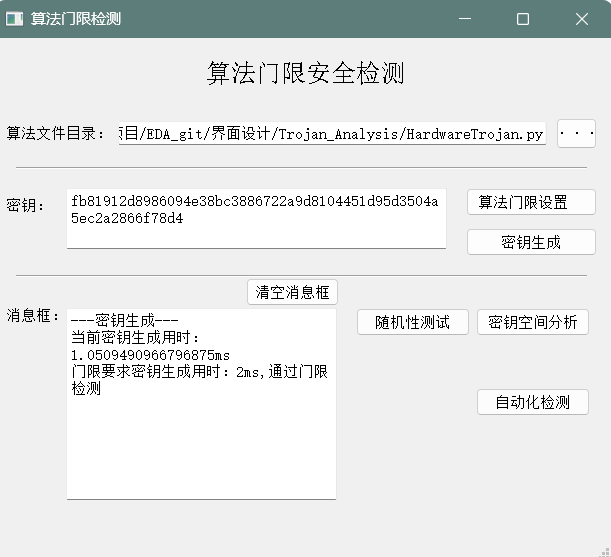 算法门限检测
算法门限安全检测
算法文件目录： 项目/EDA_git/界面设计/Trojan_Analysis/HardwareTrojan.py ...
密钥： fb81912d8986094e38bc3886722a9d8104451d95d3504a
5ec2a2866f78d4
算法门限设置
密钥生成
清空消息框
消息框：
---密钥生成---
当前密钥生成用时：
1.0509490966796875ms
门限要求密钥生成用时：2ms,通过门限
检测
随机性测试 密钥空间分析
自动化检测